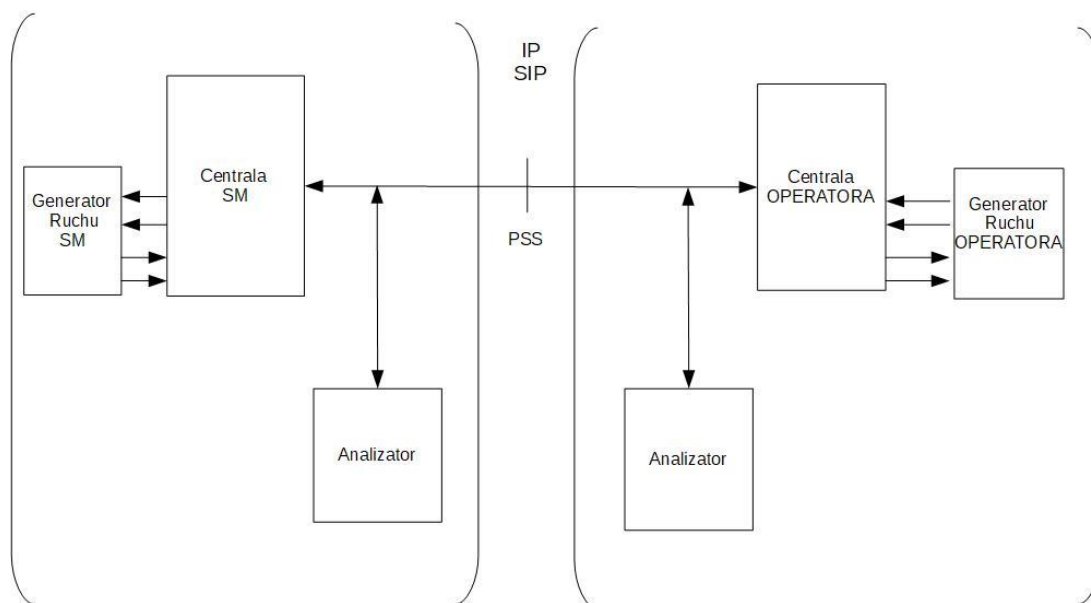 IP
SIP
Centrala
SM
Generator
Ruchu
SM
PSS
Analizator
Centrala
OPERATORA
Generator
Ruchu
OPERATORA
Analizator